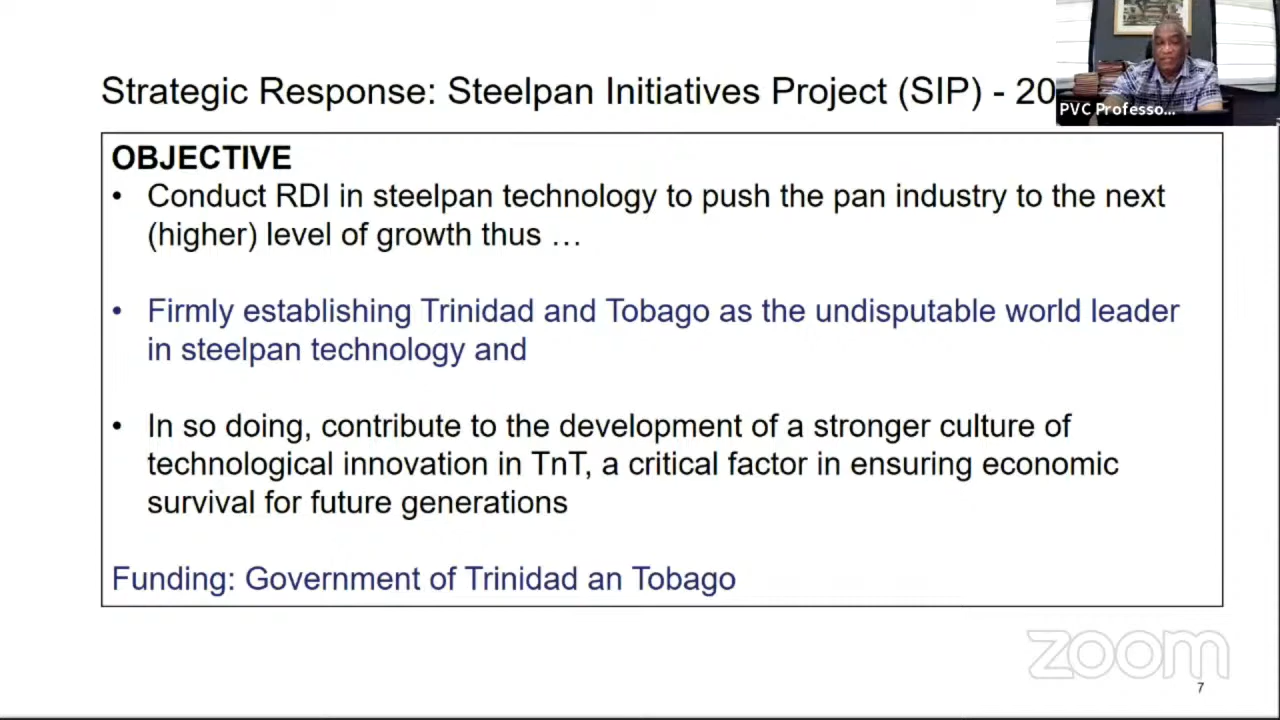 Strategic Response: Steelpan Initiatives Project (SIP) - 20
PVC Professo...
OBJECTIVE
• Conduct RDI in steelpan technology to push the pan industry to the next
(higher) level of growth thus …
• Firmly establishing Trinidad and Tobago as the undisputable world leader
in steelpan technology and
• In so doing, contribute to the development of a stronger culture of
technological innovation in TnT, a critical factor in ensuring economic
survival for future generations
Funding: Government of Trinidad an Tobago
zoom
7